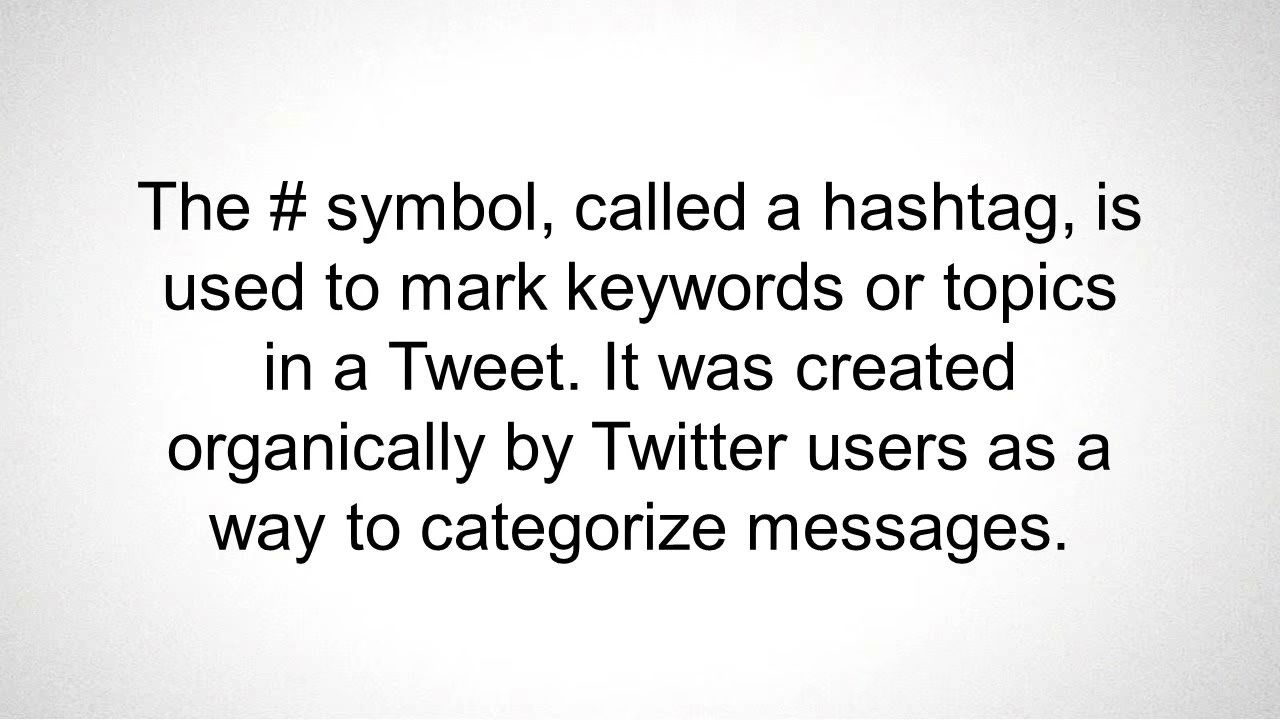 The # symbol, called a hashtag, is
used to mark keywords or topics
in a Tweet. It was created
organically by Twitter users as a
way to categorize messages.